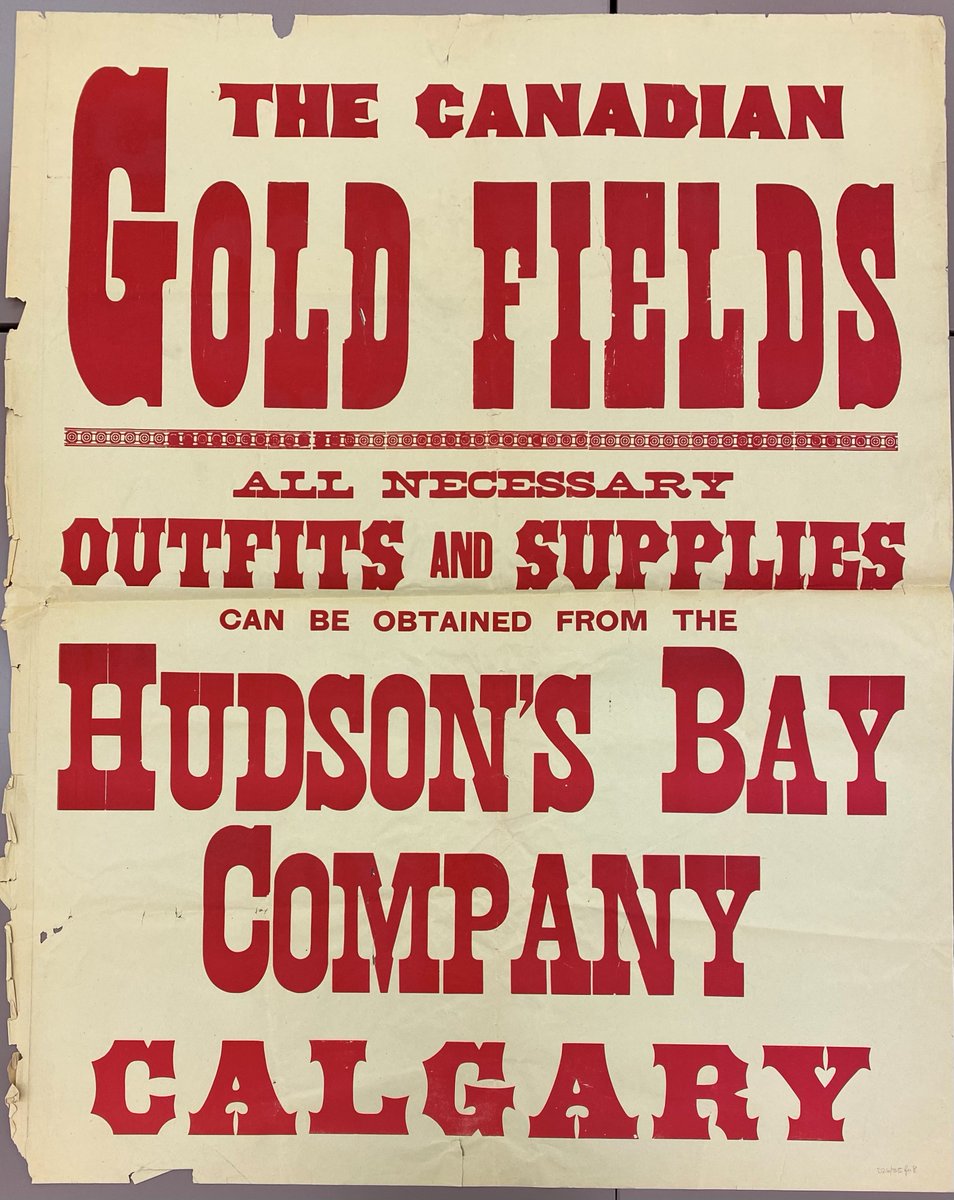 THE CANADIAN
GOLD FIELDS
ALL NECESSARY
OUTFITS AND SUPPLIES
CAN BE OBTAINED FROM THE
HUDSON'S BAY
COMPANY
CALGARY